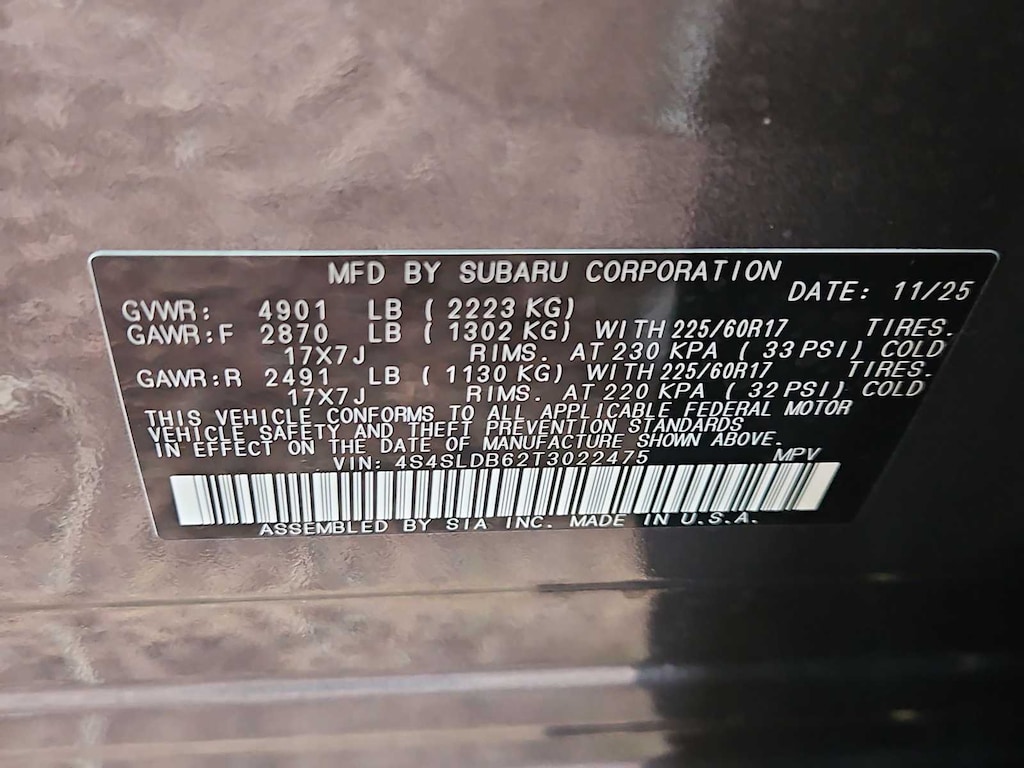 MFD BY SUBARU CORPORATION
DATE: 11/25
GVWR: 4901 LB ( 2223 KG)
GAWR:F 2870 LB ( 1302 KG) WITH 225/60R17 TIRES.
17X7J RIMS. AT 230 KPA ( 33 PSI) COLD
GAWR:R 2491 LB ( 1130 KG) WITH 225/60R17 TIRES.
17X7J RIMS. AT 220 KPA ( 32 PSI) COLD
THIS VEHICLE CONFORMS TO ALL APPLICABLE FEDERAL MOTOR
VEHICLE SAFETY AND THEFT PREVENTION STANDARDS
IN EFFECT ON THE DATE OF MANUFACTURE SHOWN ABOVE.
VIN: 4S4SLDB62T3022475 MPV
ASSEMBLED BY SIA INC. MADE IN U.S.A.